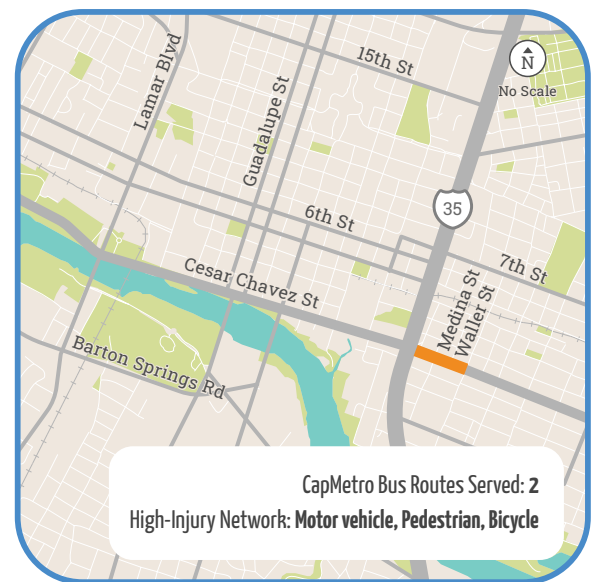 15th St
N
No Scale
Lamar Blvd
Guadalupe St
35
6th St
7th St
Cesar Chavez St
Medina St
Waller St
Barton Springs Rd
CapMetro Bus Routes Served: 2
High-Injury Network: Motor vehicle, Pedestrian, Bicycle